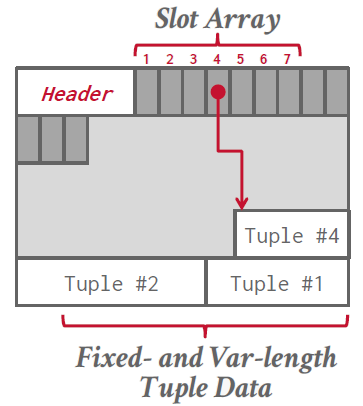 Slot Array
1 2 3 4 5 6 7
Header
Tuple #4
Tuple #2 Tuple #1
Fixed- and Var-length
Tuple Data